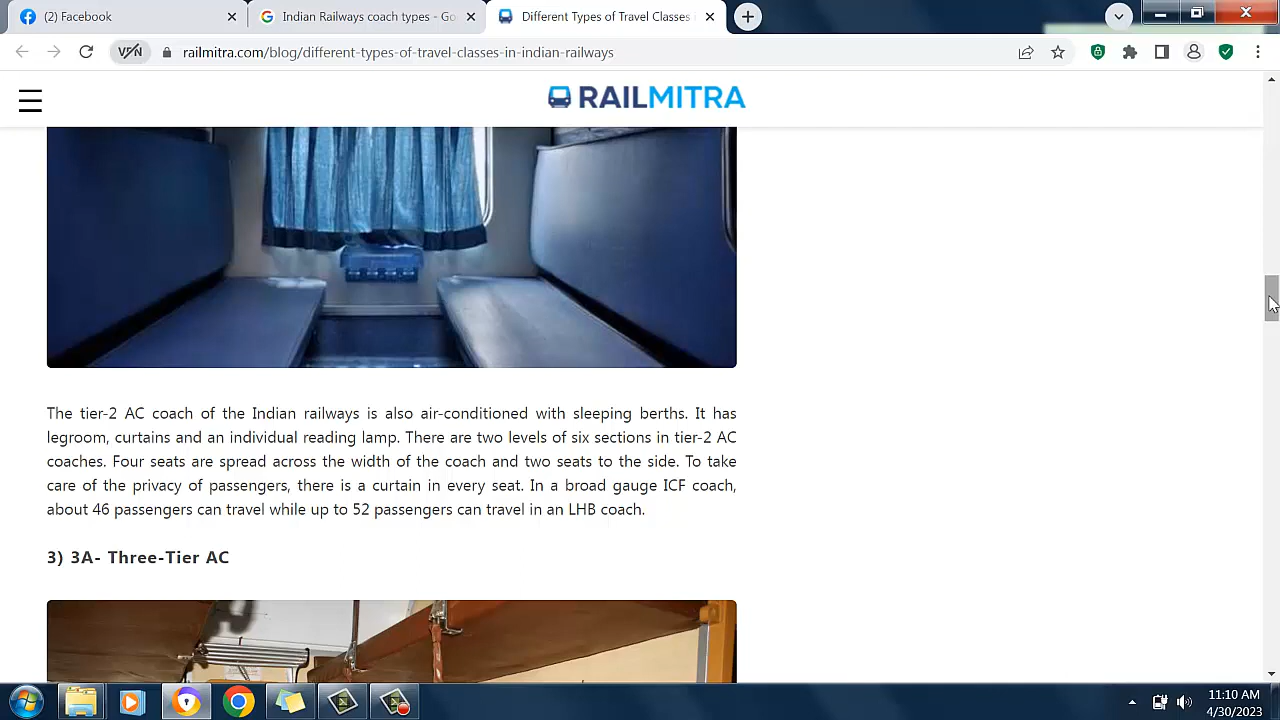 (2) Facebook
Indian Railways coach types - G
Different Types of Travel Classes
VPN
railmitra.com/blog/different-types-of-travel-classes-in-indian-railways
RAILMITRA
The tier-2 AC coach of the Indian railways is also air-conditioned with sleeping berths. It has
legroom, curtains and an individual reading lamp. There are two levels of six sections in tier-2 AC
coaches. Four seats are spread across the width of the coach and two seats to the side. To take
care of the privacy of passengers, there is a curtain in every seat. In a broad gauge ICF coach,
about 46 passengers can travel while up to 52 passengers can travel in an LHB coach.
3) 3A- Three-Tier AC
11:10 AM
4/30/2023